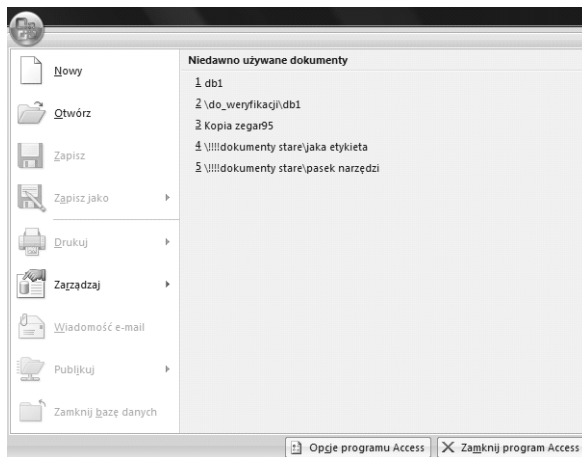 Nowy
Otwórz
Zapisz
Zapisz jako
Drukuj
Zarządzaj
Wiadomość e-mail
Publikuj
Zamknij bazę danych
Niedawno używane dokumenty
1 db1
2 \do_weryfikacji\db1
3 Kopia zegar95
4 \!!!!dokumenty stare\jaka etykieta
5 \!!!!dokumenty stare\pasek narzędzi
Opcje programu Access
Zamknij program Access